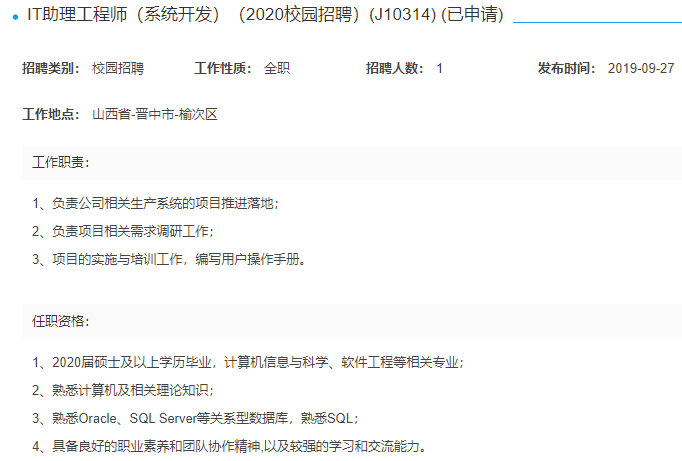 IT助理工程师（系统开发）（2020校园招聘）(J10314) (已申请)
招聘类别： 校园招聘 工作性质： 全职 招聘人数： 1 发布时间： 2019-09-27
工作地点： 山西省-晋中市-榆次区
工作职责：
1、负责公司相关生产系统的项目推进落地；
2、负责项目相关需求调研工作；
3、项目的实施与培训工作，编写用户操作手册。
任职资格：
1、2020届硕士及以上学历毕业，计算机信息与科学、软件工程等相关专业；
2、熟悉计算机及相关理论知识；
3、熟悉Oracle、SQL Server等关系型数据库，熟悉SQL；
4、具备良好的职业素养和团队协作精神,以及较强的学习和交流能力。